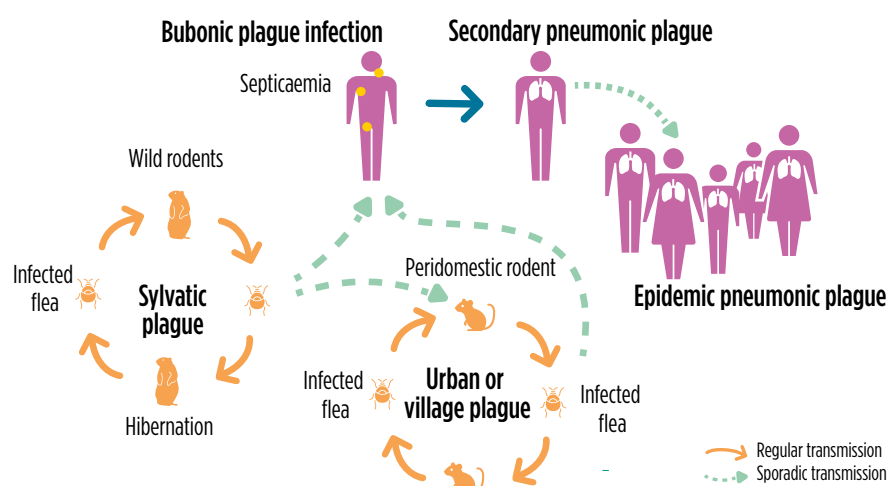 Bubonic plague infection
Secondary pneumonic plague
Septicaemia
Wild rodents
Infected
flea
Sylvatic
plague
Peridomestic rodent
Epidemic pneumonic plague
Infected
flea
Urban or
village plague
Infected
flea
Hibernation
Regular transmission
Sporadic transmission